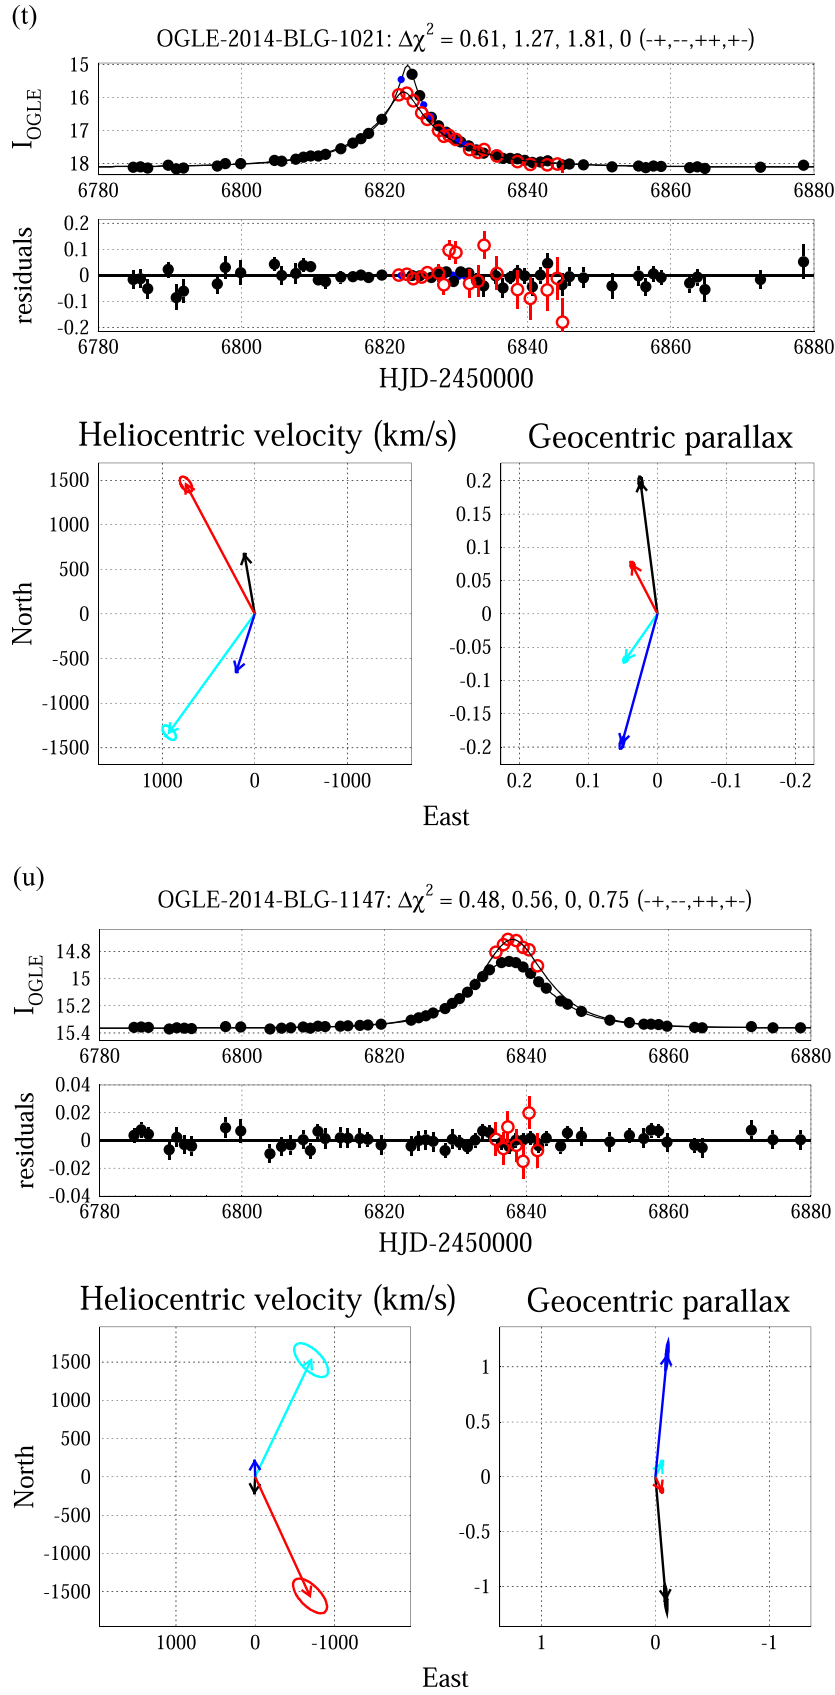 (t)
OGLE-2014-BLG-1021: Δχ² = 0.61, 1.27, 1.81, 0 (-+,--,++,+-)
I_OGLE
15
16
17
18
6780 6800 6820 6840 6860 6880
residuals
0.2
0.1
0
-0.1
-0.2
6780 6800 6820 6840 6860 6880
HJD-2450000
Heliocentric velocity (km/s)
North
1500
1000
500
0
-500
-1000
-1500
1000 0 -1000
Geocentric parallax
0.2
0.15
0.1
0.05
0
-0.05
-0.1
-0.15
-0.2
0.2 0.1 0 -0.1 -0.2
East
(u)
OGLE-2014-BLG-1147: Δχ² = 0.48, 0.56, 0, 0.75 (-+,--,++,+-)
I_OGLE
14.8
15
15.2
15.4
6780 6800 6820 6840 6860 6880
residuals
0.04
0.02
0
-0.02
-0.04
6780 6800 6820 6840 6860 6880
HJD-2450000
Heliocentric velocity (km/s)
North
1500
1000
500
0
-500
-1000
-1500
1000 0 -1000
Geocentric parallax
1
0.5
0
-0.5
-1
1 0 -1
East